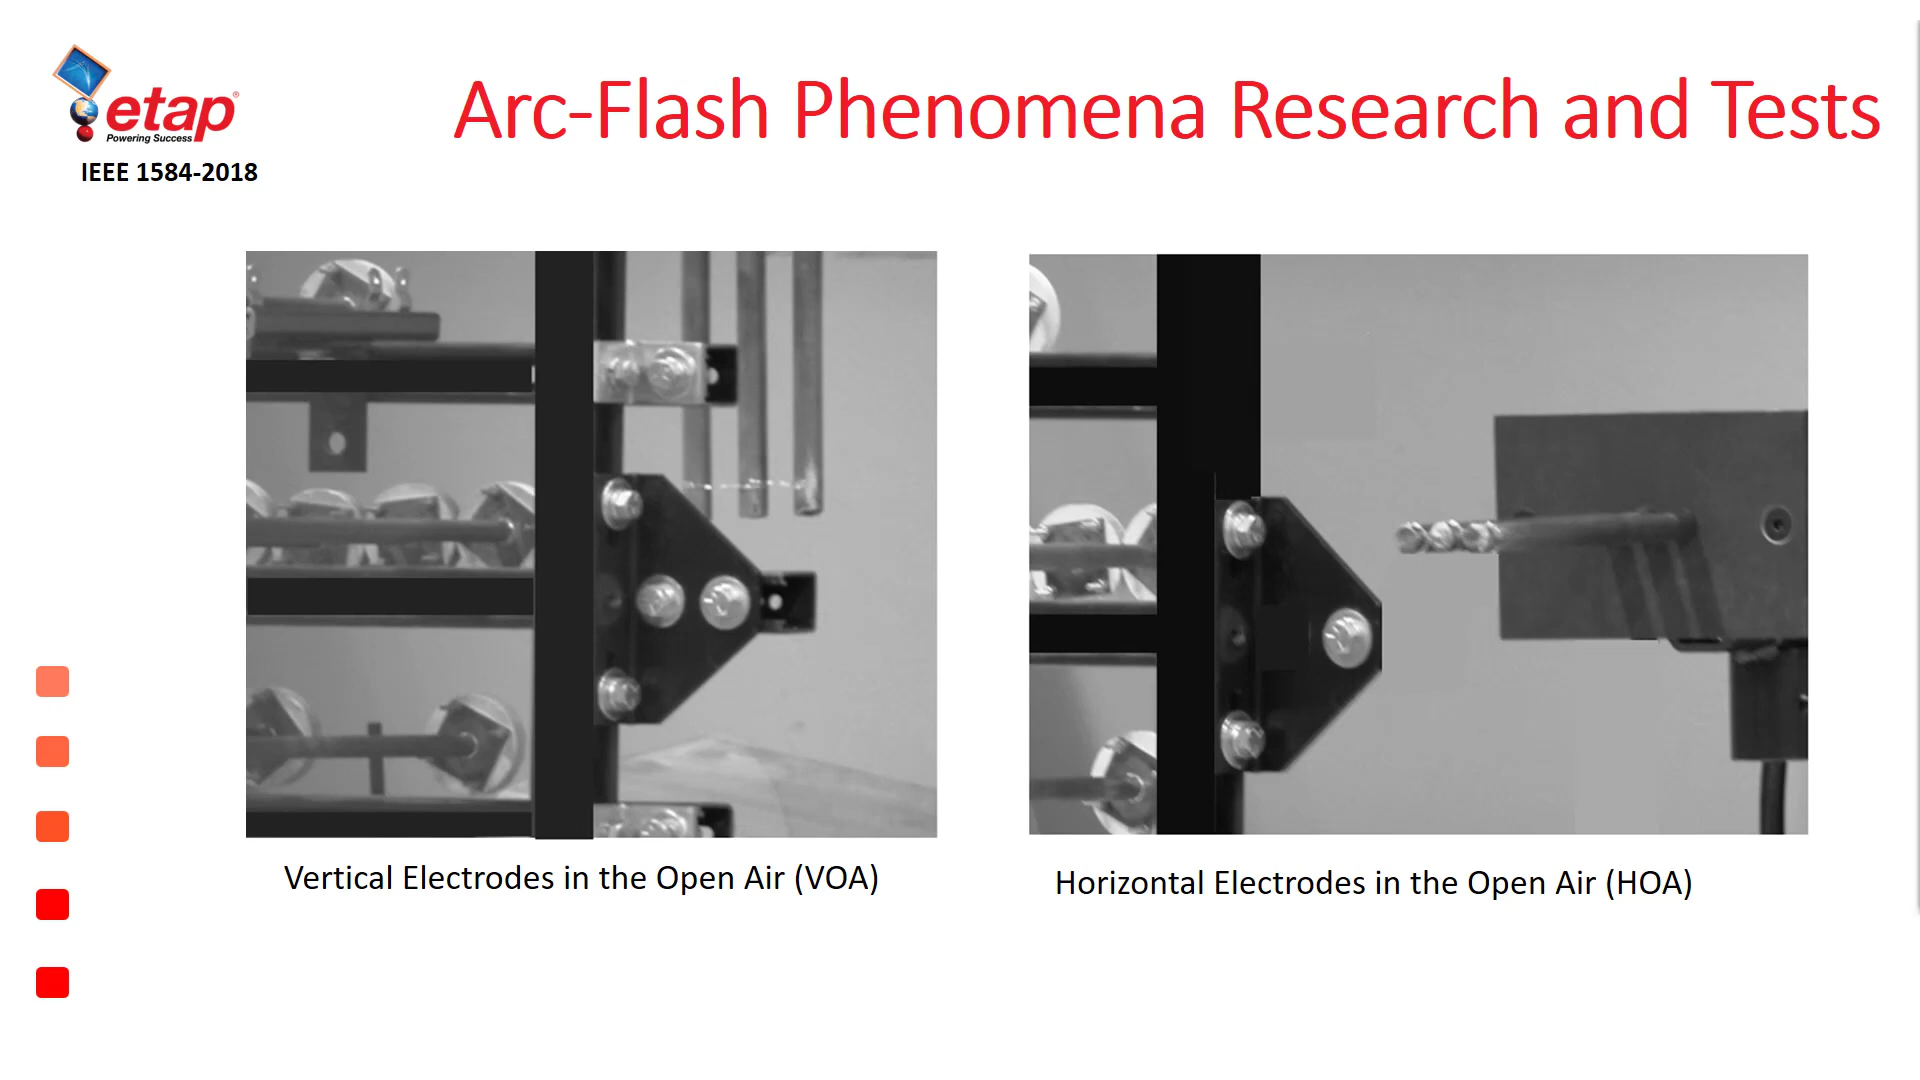 etap®
Powering Success
IEEE 1584-2018
Arc-Flash Phenomena Research and Tests
Vertical Electrodes in the Open Air (VOA)
Horizontal Electrodes in the Open Air (HOA)